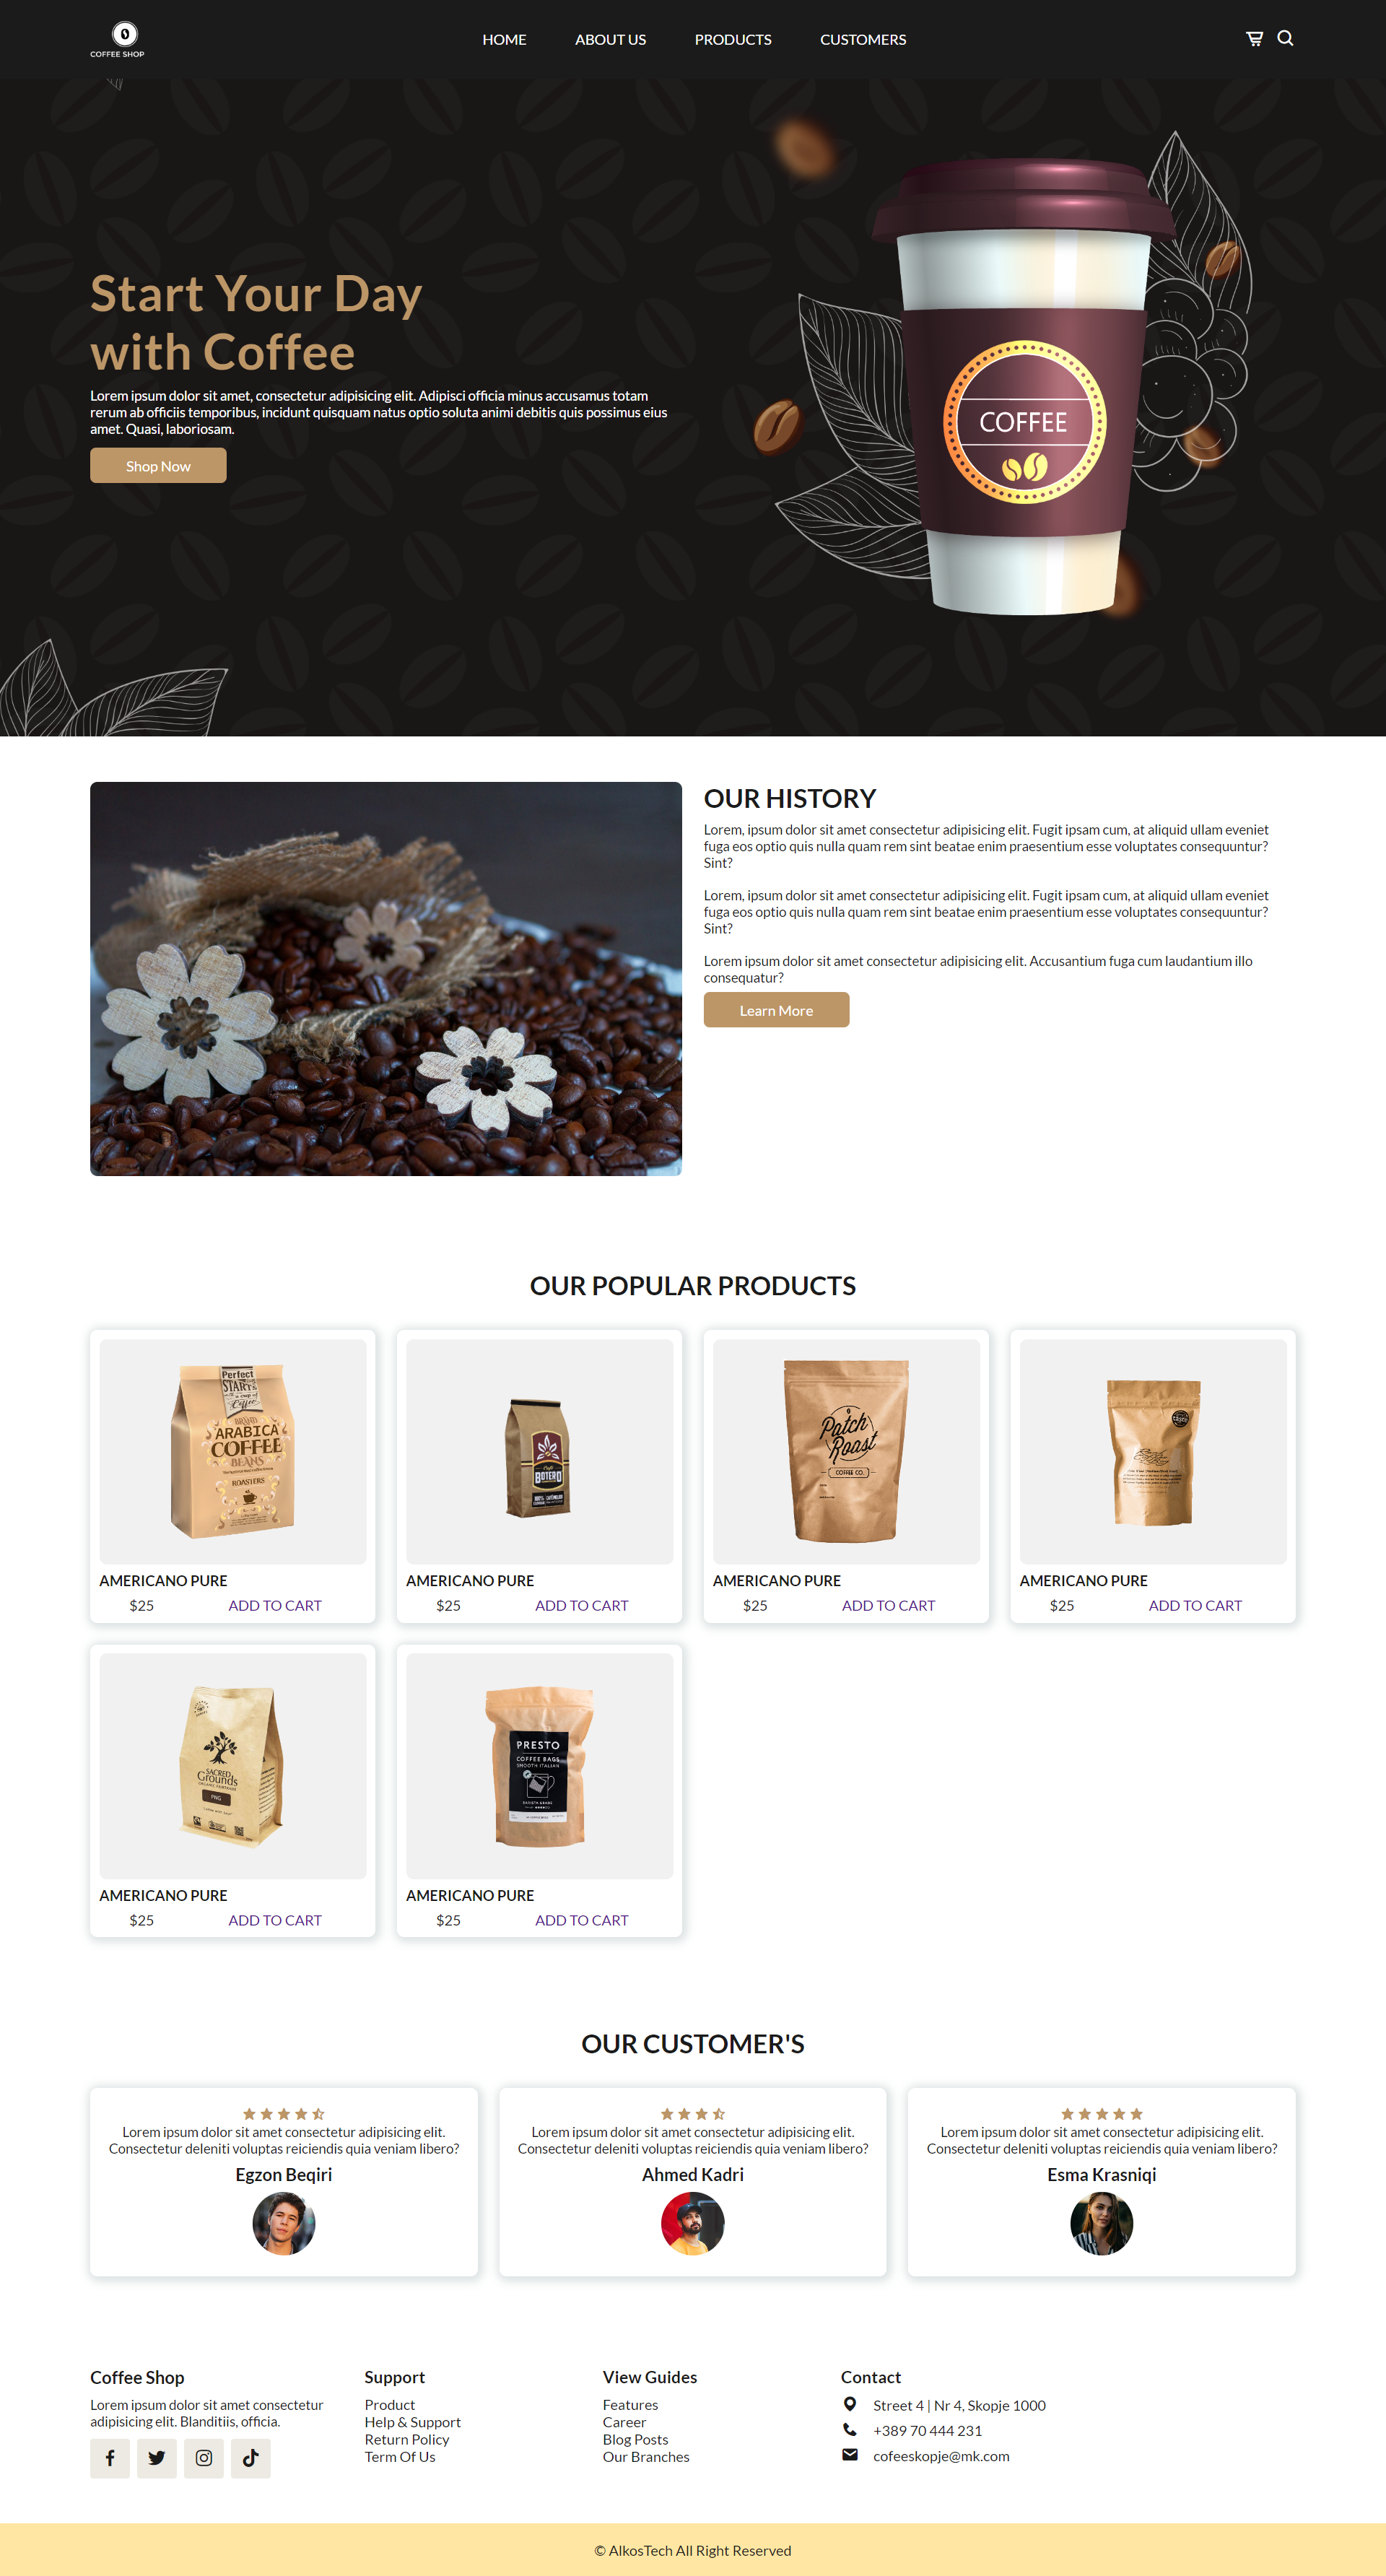 COFFEE SHOP
HOME
ABOUT US
PRODUCTS
CUSTOMERS
Start Your Day
with Coffee
Lorem ipsum dolor sit amet, consectetur adipisicing elit. Adipisci officia minus accusamus totam
rerum ab officiis temporibus, incidunt quisquam natus optio soluta animi debitis quis possimus eius
amet. Quasi, laboriosam.
Shop Now
COFFEE
OUR HISTORY
Lorem, ipsum dolor sit amet consectetur adipisicing elit. Fugit ipsam cum, at aliquid ullam eveniet
fuga eos optio quis nulla quam rem sint beatae enim praesentium esse voluptates consequuntur?
Sint?
Lorem, ipsum dolor sit amet consectetur adipisicing elit. Fugit ipsam cum, at aliquid ullam eveniet
fuga eos optio quis nulla quam rem sint beatae enim praesentium esse voluptates consequuntur?
Sint?
Lorem ipsum dolor sit amet consectetur adipisicing elit. Accusantium fuga cum laudantium illo
consequatur?
Learn More
OUR POPULAR PRODUCTS
Perfect
START
a cup of
Coffee
BRAND
ARABICA
COFFEE
BEANS
ROASTERS
AMERICANO PURE
$25
ADD TO CART
Café
BOTERO
AMERICANO PURE
$25
ADD TO CART
Patch
Roast
COFFEE CO.
AMERICANO PURE
$25
ADD TO CART
AMERICANO PURE
$25
ADD TO CART
SACRED
Grounds
PNG
AMERICANO PURE
$25
ADD TO CART
PRESTO
COFFEE BAGS
SMOOTH ITALIAN
AMERICANO PURE
$25
ADD TO CART
OUR CUSTOMER'S
Lorem ipsum dolor sit amet consectetur adipisicing elit.
Consectetur deleniti voluptas reiciendis quia veniam libero?
Egzon Beqiri
Lorem ipsum dolor sit amet consectetur adipisicing elit.
Consectetur deleniti voluptas reiciendis quia veniam libero?
Ahmed Kadri
Lorem ipsum dolor sit amet consectetur adipisicing elit.
Consectetur deleniti voluptas reiciendis quia veniam libero?
Esma Krasniqi
Coffee Shop
Lorem ipsum dolor sit amet consectetur
adipisicing elit. Blanditiis, officia.
Support
Product
Help & Support
Return Policy
Term Of Us
View Guides
Features
Career
Blog Posts
Our Branches
Contact
Street 4 | Nr 4, Skopje 1000
+389 70 444 231
cofeeskopje@mk.com
© AlkosTech All Right Reserved